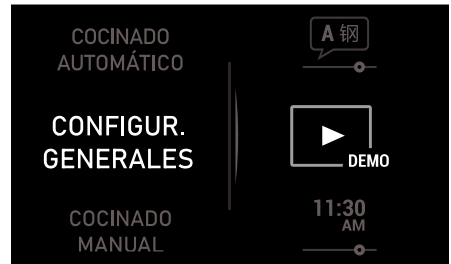 COCINADO
AUTOMÁTICO
A 钢
CONFIGUR.
GENERALES
DEMO
COCINADO
MANUAL
11:30
AM